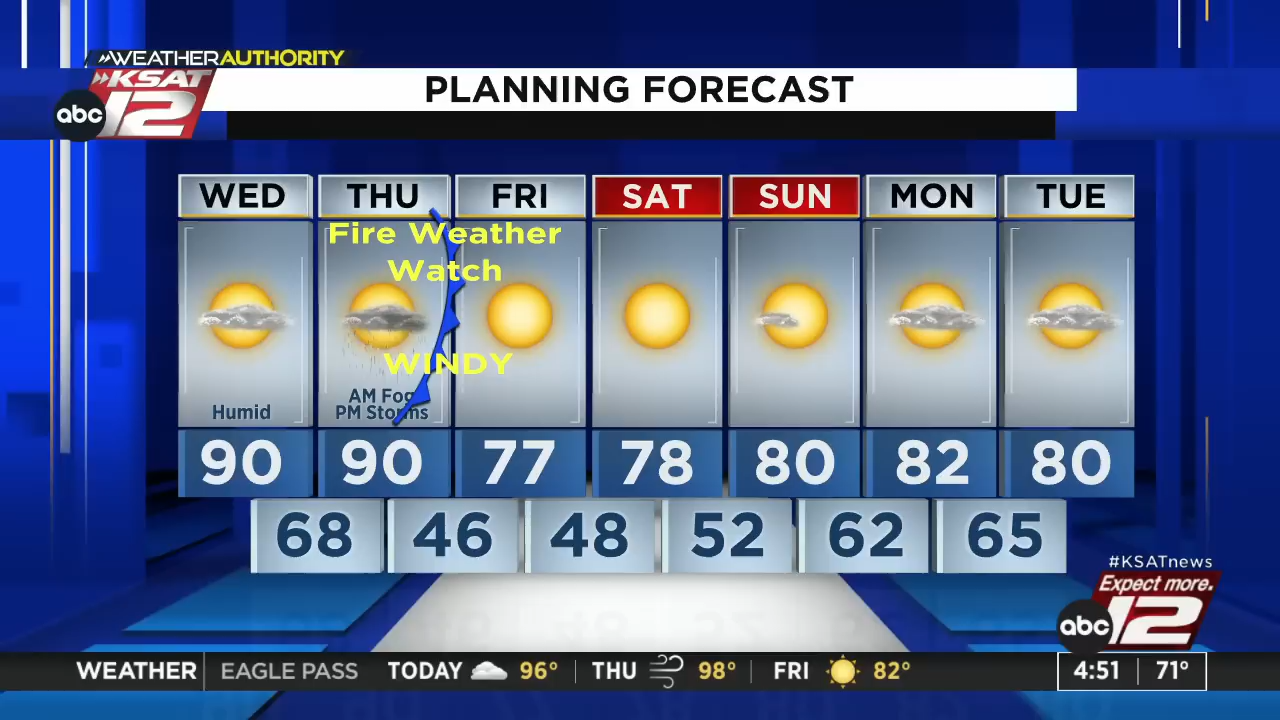 WEATHERAUTHORITY
KSAT
abc 12
PLANNING FORECAST
WED THU FRI SAT SUN MON TUE
Fire Weather
Watch
WINDY
AM Fog
Humid PM Storms
90 90 77 78 80 82 80
68 46 48 52 62 65
#KSATnews
Expect more.
abc 12
WEATHER EAGLE PASS TODAY 96° THU 98° FRI 82° 4:51 71°